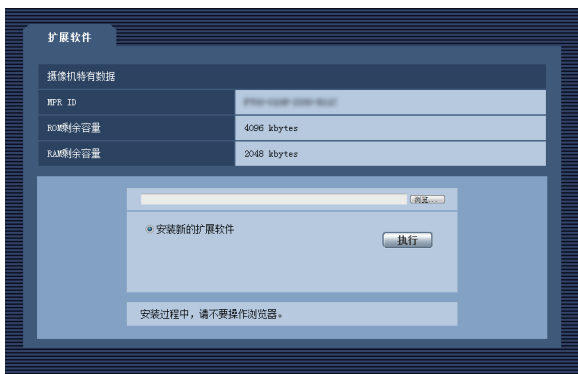 扩展软件
摄像机特有数据
MPR ID
ROM剩余容量 4096 kbytes
RAM剩余容量 2048 kbytes
浏览...
安装新的扩展软件
执行
安装过程中，请不要操作浏览器。